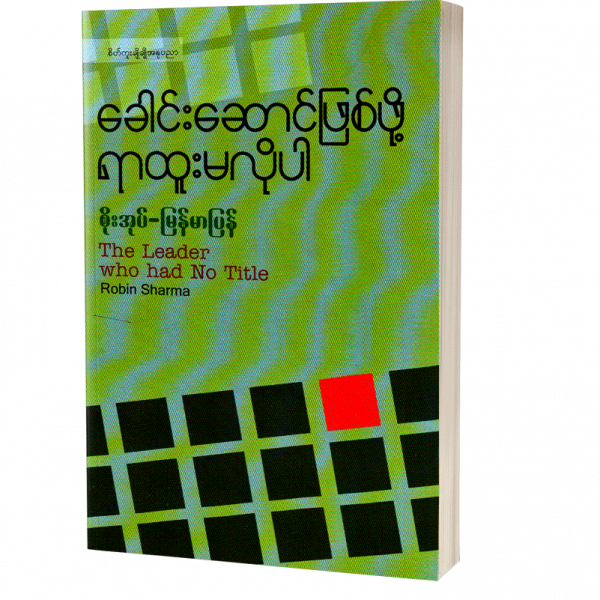 စိတ်ကူးချိုချိုအနုပညာ
ခေါင်းဆောင်ဖြစ်ဖို့
ရာထူးမလိုပါ
စိုးအုပ်-မြန်မာပြန်
The Leader
who had No Title
Robin Sharma